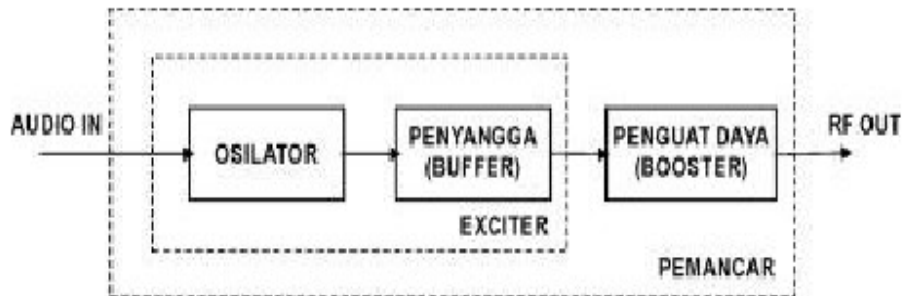 AUDIO IN
OSILATOR
PENYANGGA
(BUFFER)
PENGUAT DAYA
(BOOSTER)
RF OUT
EXCITER
PEMANCAR